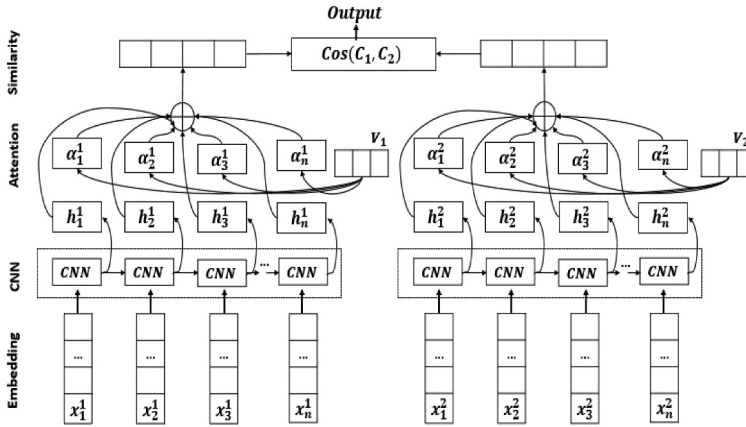 Output
Similarity
Cos(C₁, C₂)
Attention
α₁¹ α₂¹ α₃¹ αₙ¹ V₁
α₁² α₂² α₃² αₙ² V₂
h₁¹ h₂¹ h₃¹ hₙ¹
h₁² h₂² h₃² hₙ²
CNN
CNN CNN CNN ... CNN
CNN CNN CNN ... CNN
Embedding
... ... ... ...
... ... ... ...
x₁¹ x₂¹ x₃¹ xₙ¹
x₁² x₂² x₃² xₙ²